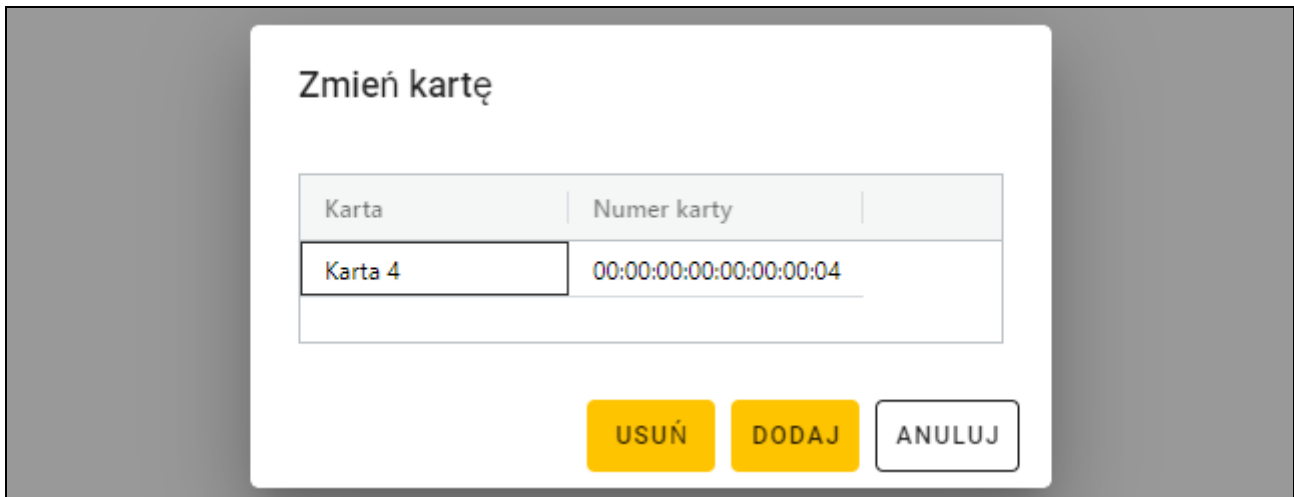 Zmień kartę
Karta Numer karty
Karta 4 00:00:00:00:00:00:00:04
USUŃ DODAJ ANULUJ